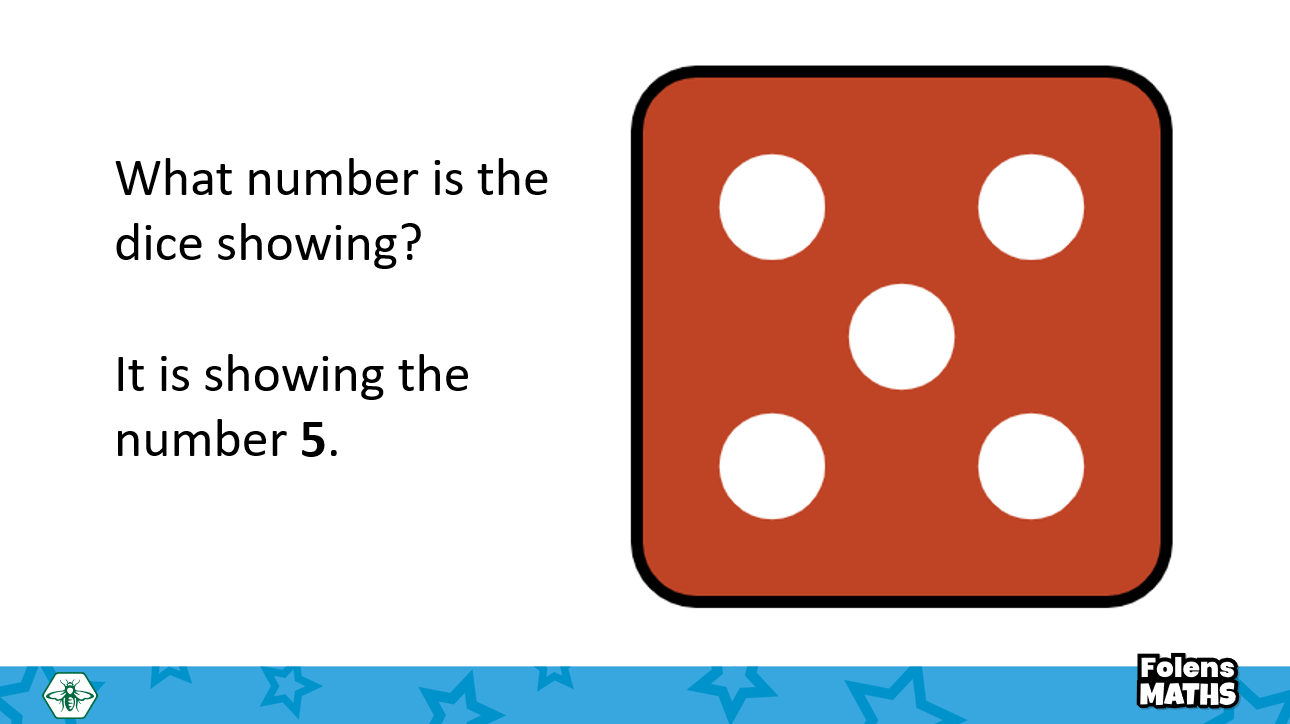 What number is the
dice showing?
It is showing the
number 5.
Folens
MATHS